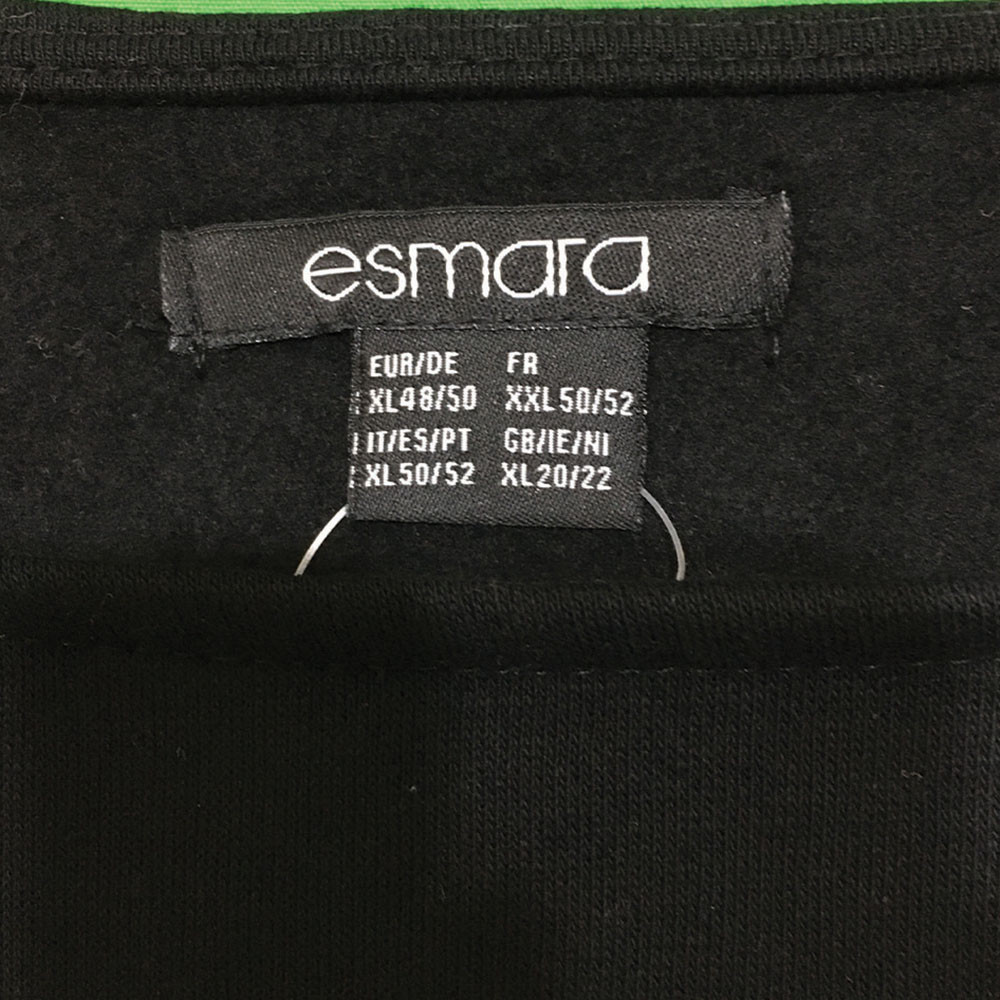 esmara
EUR/DE FR
XL48/50 XXL50/52
IT/ES/PT GB/IE/NI
XL50/52 XL20/22